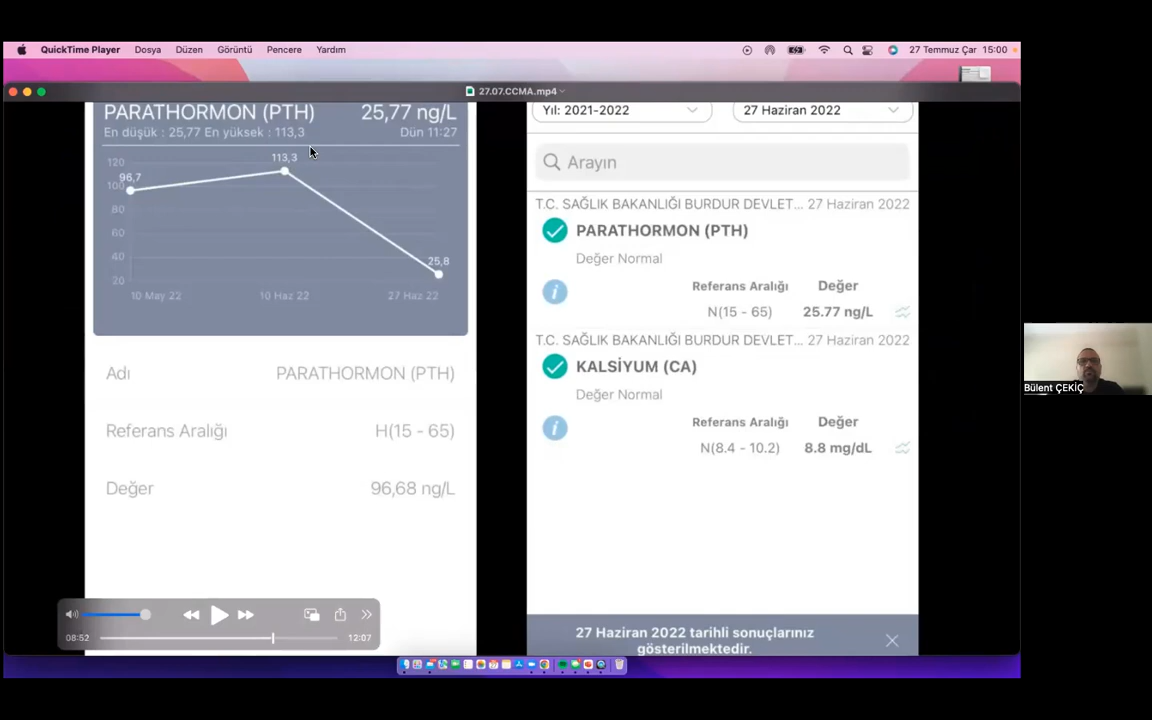 QuickTime Player Dosya Düzen Görüntü Pencere Yardım
27 Temmuz Çar 15:00
27.07.CCMA.mp4
PARATHORMON (PTH) 25,77 ng/L
En düşük : 25,77 En yüksek : 113,3 Dün 11:27
120
100
80
60
40
20
96,7
113,3
25,8
10 May 22 10 Haz 22 27 Haz 22
Adı PARATHORMON (PTH)
Referans Aralığı H(15 - 65)
Değer 96,68 ng/L
08:52 12:07
Yıl: 2021-2022 27 Haziran 2022
Arayın
T.C. SAĞLIK BAKANLIĞI BURDUR DEVLET... 27 Haziran 2022
PARATHORMON (PTH)
Değer Normal
Referans Aralığı Değer
N(15 - 65) 25.77 ng/L
T.C. SAĞLIK BAKANLIĞI BURDUR DEVLET... 27 Haziran 2022
KALSİYUM (CA)
Değer Normal
Referans Aralığı Değer
N(8.4 - 10.2) 8.8 mg/dL
27 Haziran 2022 tarihli sonuçlarınız
gösterilmektedir.
Bülent ÇEKİÇ